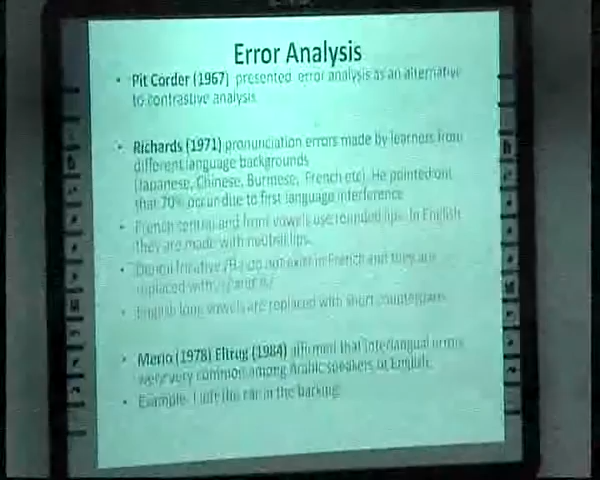 Error Analysis
• Pit Corder (1967) presented error analysis as an alternative
to contrastive analysis
• Richards (1971) pronunciation errors made by learners from
different language backgrounds
(Japanese, Chinese, Burmese, French etc). He pointed out
that 70% occur due to first language interference
• French central and front vowels use rounded lips. In English
they are made with neutral lips.
• Dental fricative do not exist in French and they are
replaced with
• English long vowels are replaced with short counterparts
• (1978) Eltrug (1984) affirmed that interlangual errors
were very common among Arabic speakers of English.
• Example: I left the car in the barking